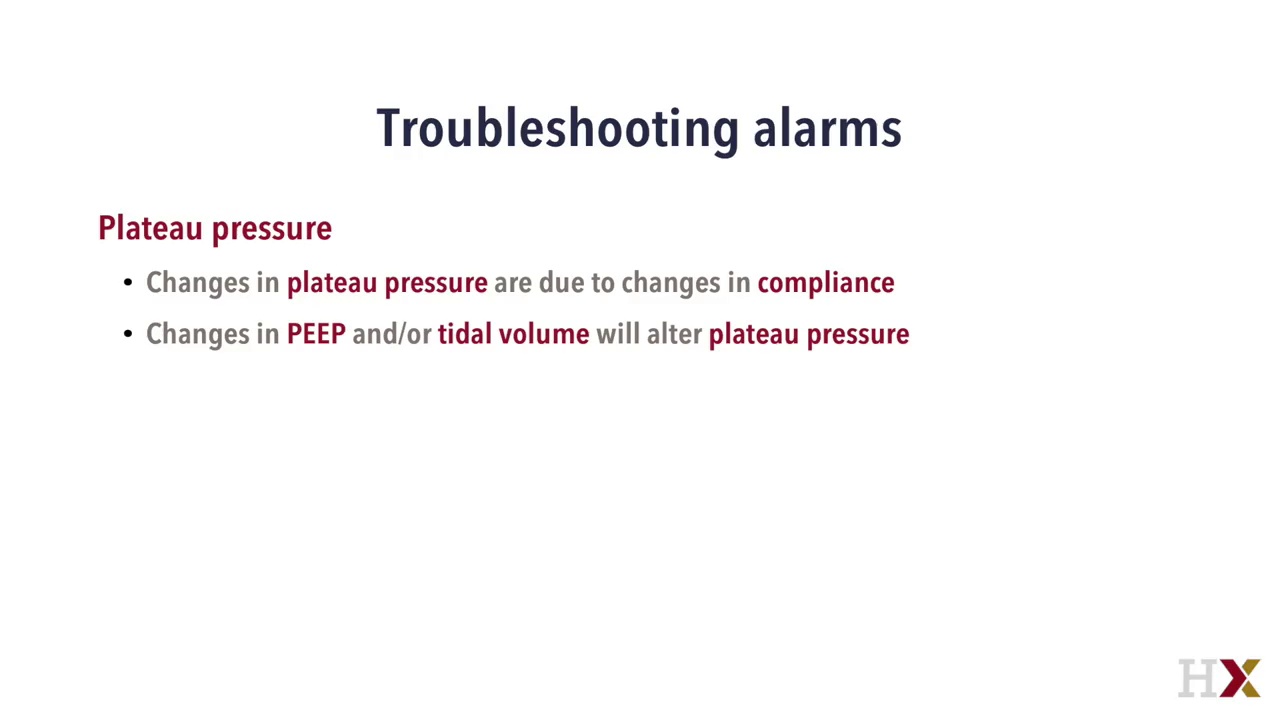 Troubleshooting alarms
Plateau pressure
• Changes in plateau pressure are due to changes in compliance
• Changes in PEEP and/or tidal volume will alter plateau pressure
HX